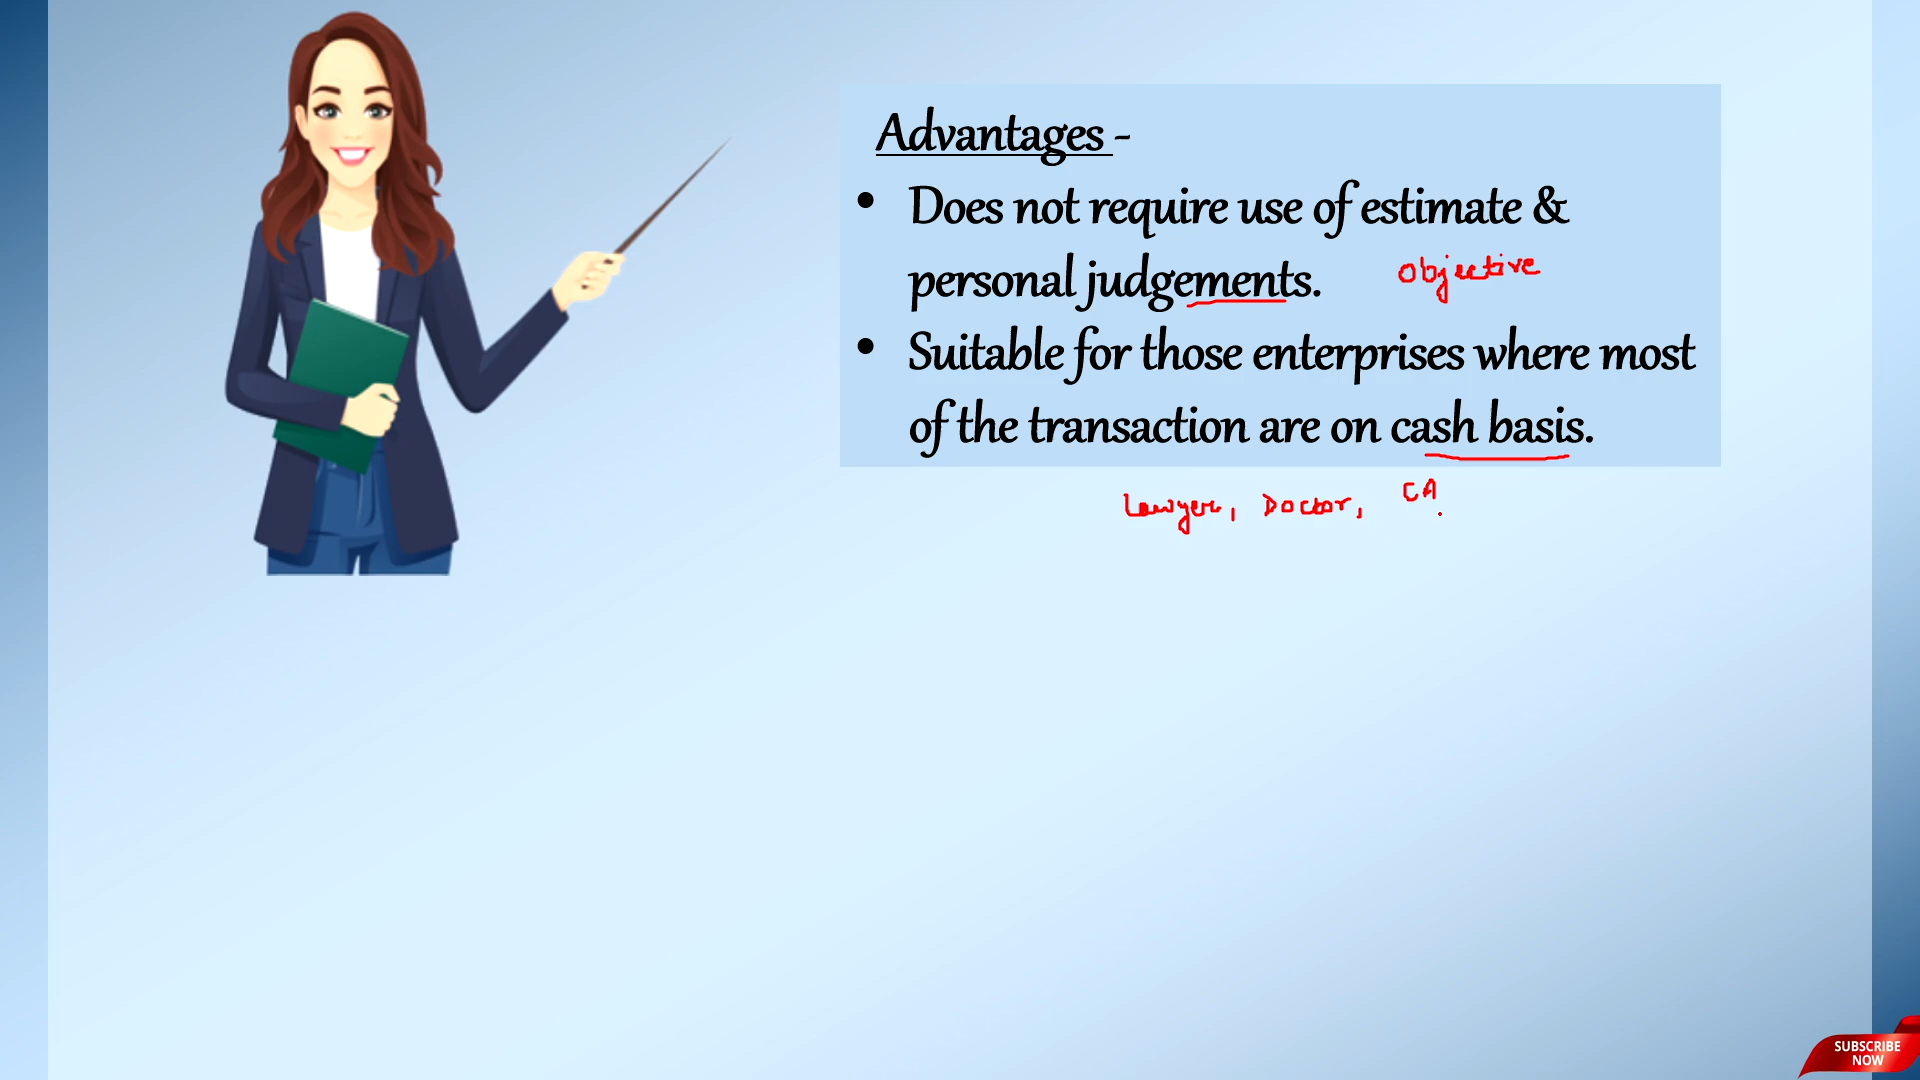 Advantages -
• Does not require use of estimate &
personal judgements. Objective
• Suitable for those enterprises where most
of the transaction are on cash basis.
Lawyer, Doctor, CA
SUBSCRIBE
NOW